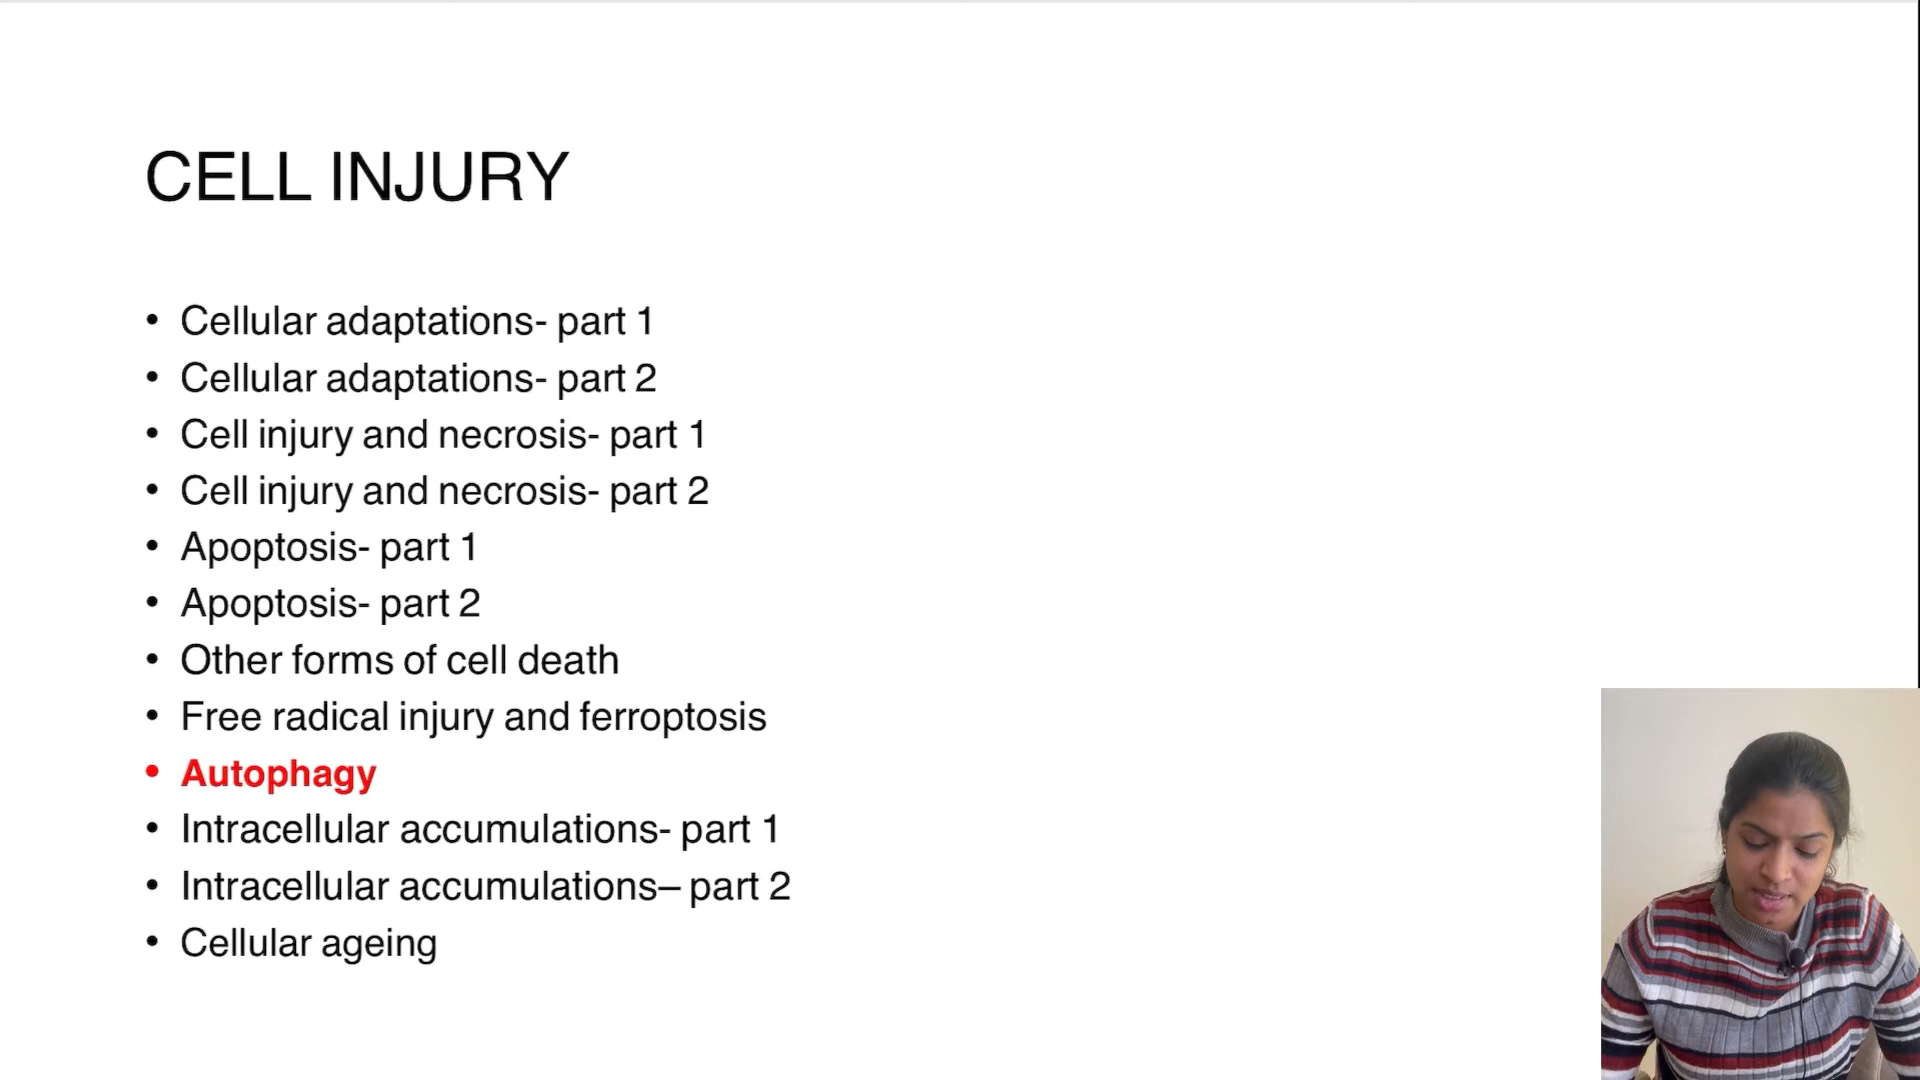 CELL INJURY
• Cellular adaptations- part 1
• Cellular adaptations- part 2
• Cell injury and necrosis- part 1
• Cell injury and necrosis- part 2
• Apoptosis- part 1
• Apoptosis- part 2
• Other forms of cell death
• Free radical injury and ferroptosis
• Autophagy
• Intracellular accumulations- part 1
• Intracellular accumulations– part 2
• Cellular ageing